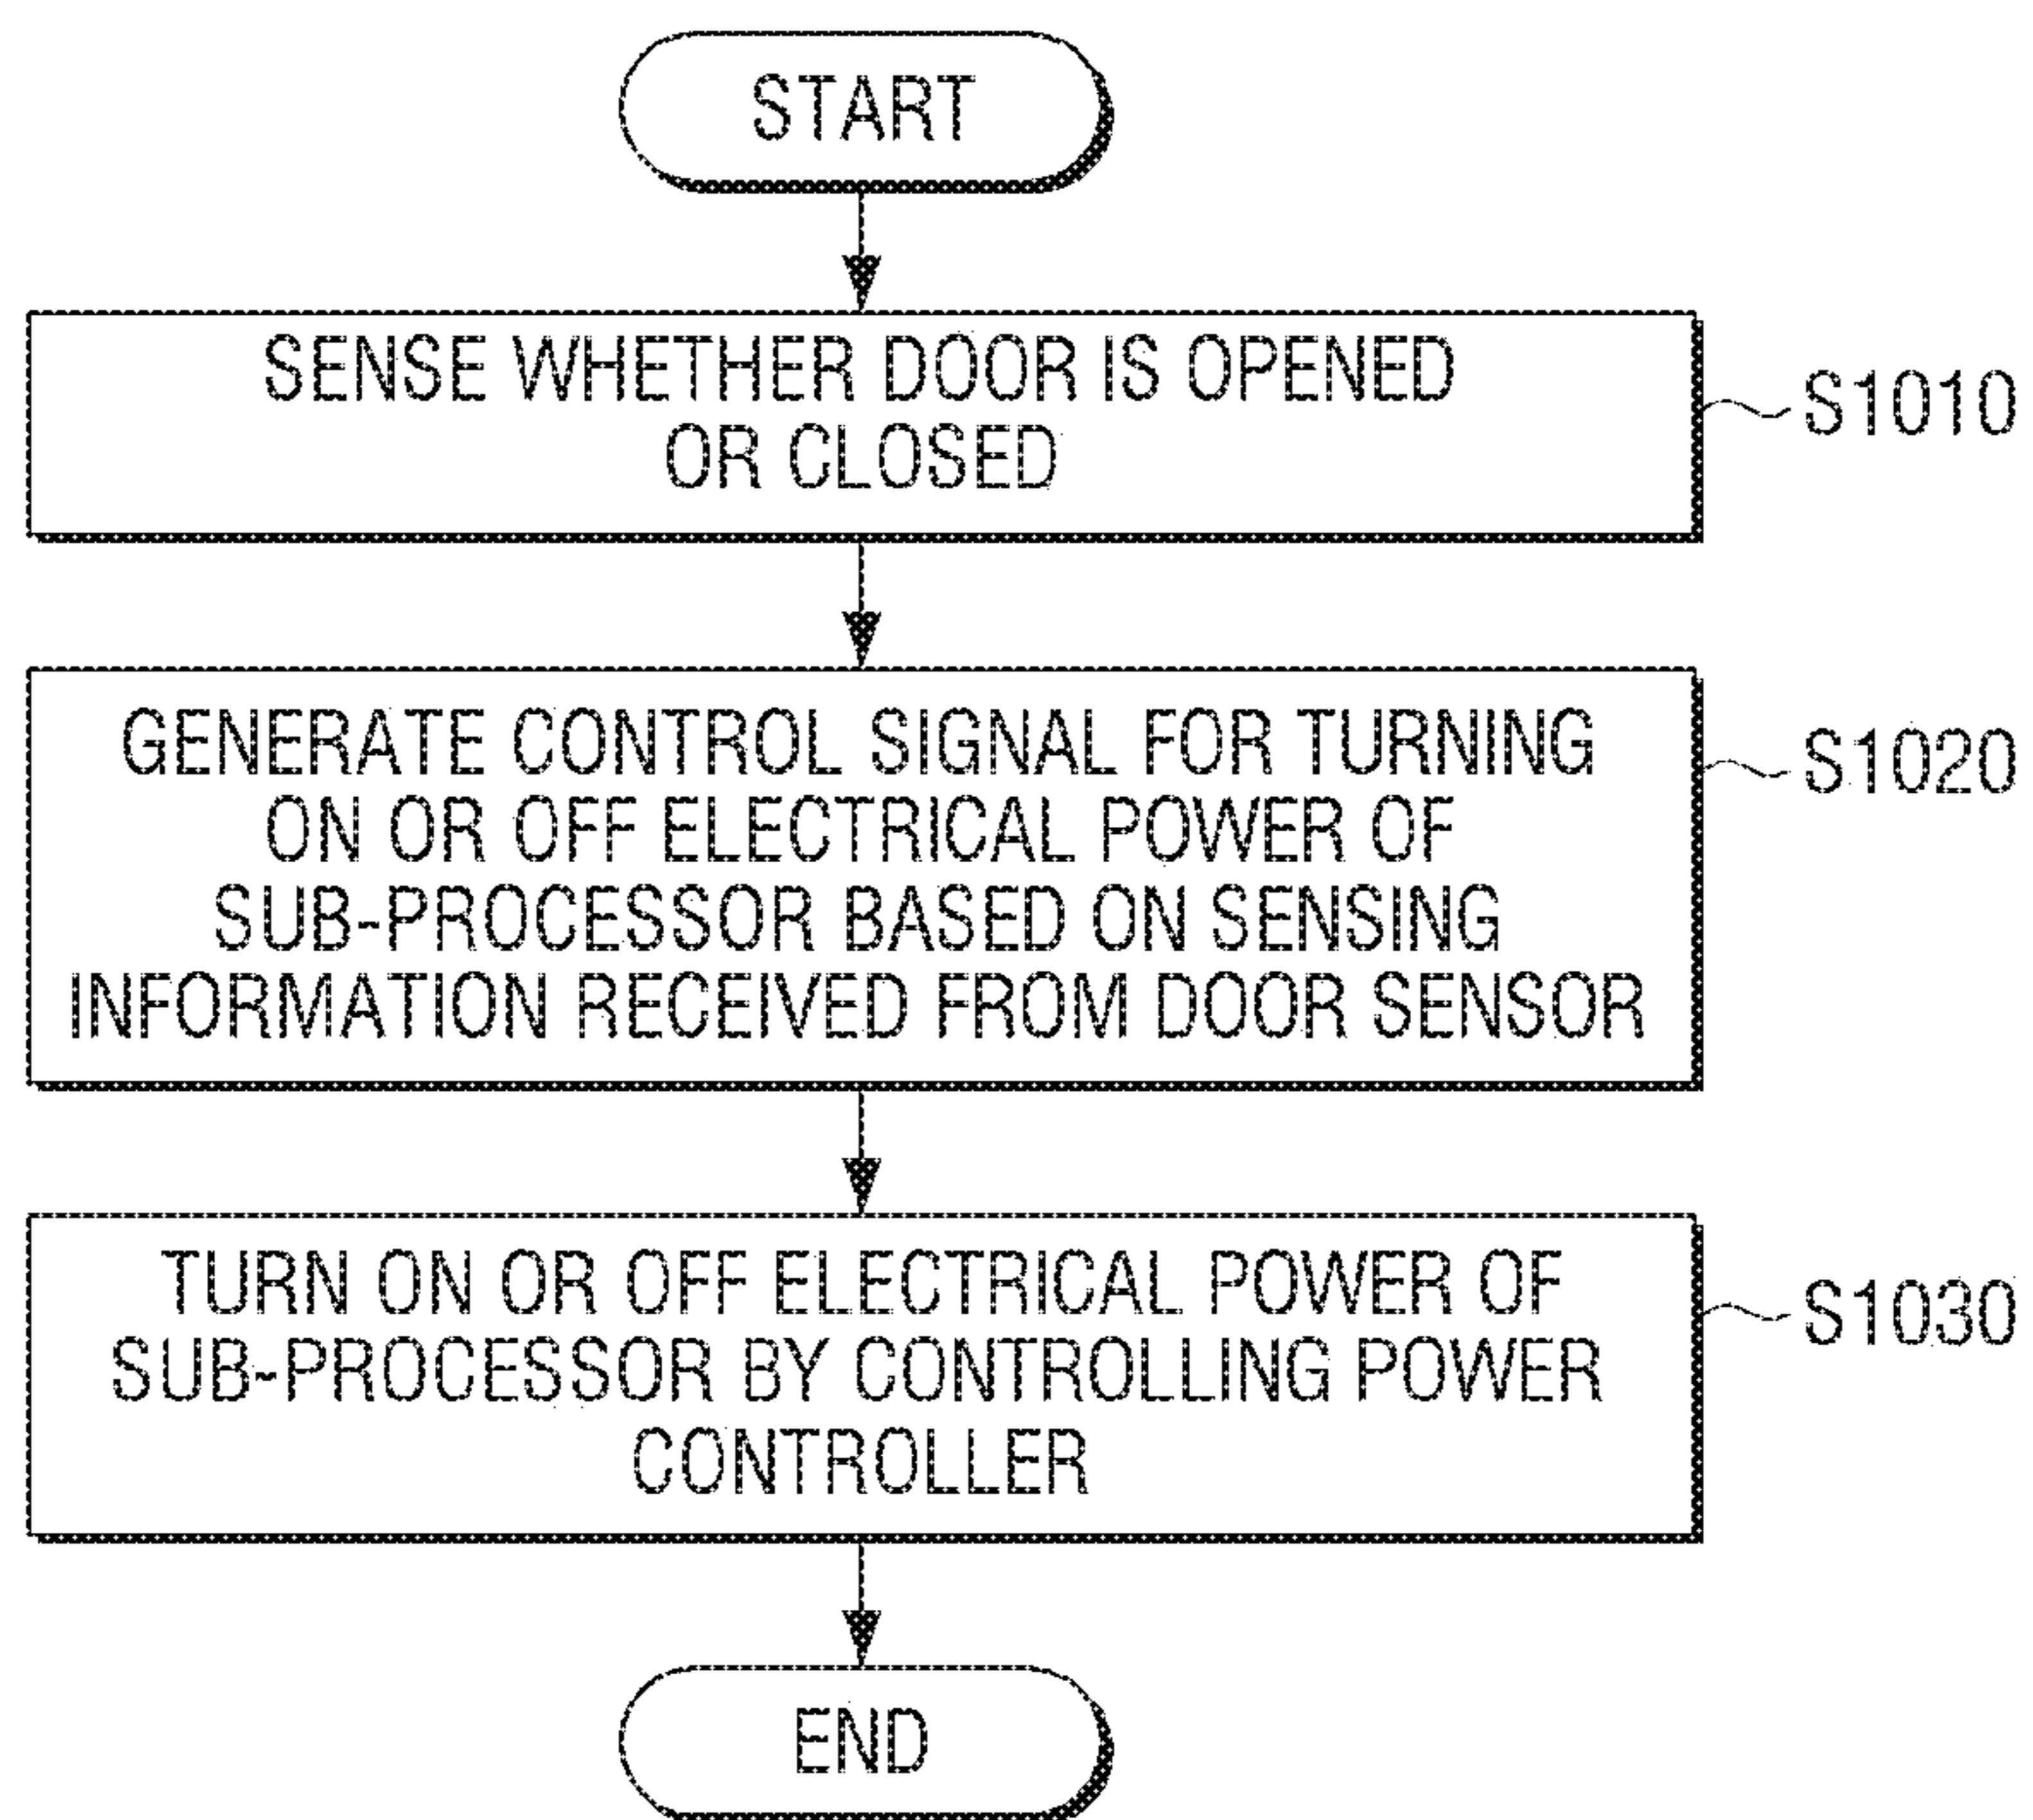 START
SENSE WHETHER DOOR IS OPENED
OR CLOSED
S1010
GENERATE CONTROL SIGNAL FOR TURNING
ON OR OFF ELECTRICAL POWER OF
SUB-PROCESSOR BASED ON SENSING
INFORMATION RECEIVED FROM DOOR SENSOR
S1020
TURN ON OR OFF ELECTRICAL POWER OF
SUB-PROCESSOR BY CONTROLLING POWER
CONTROLLER
S1030
END